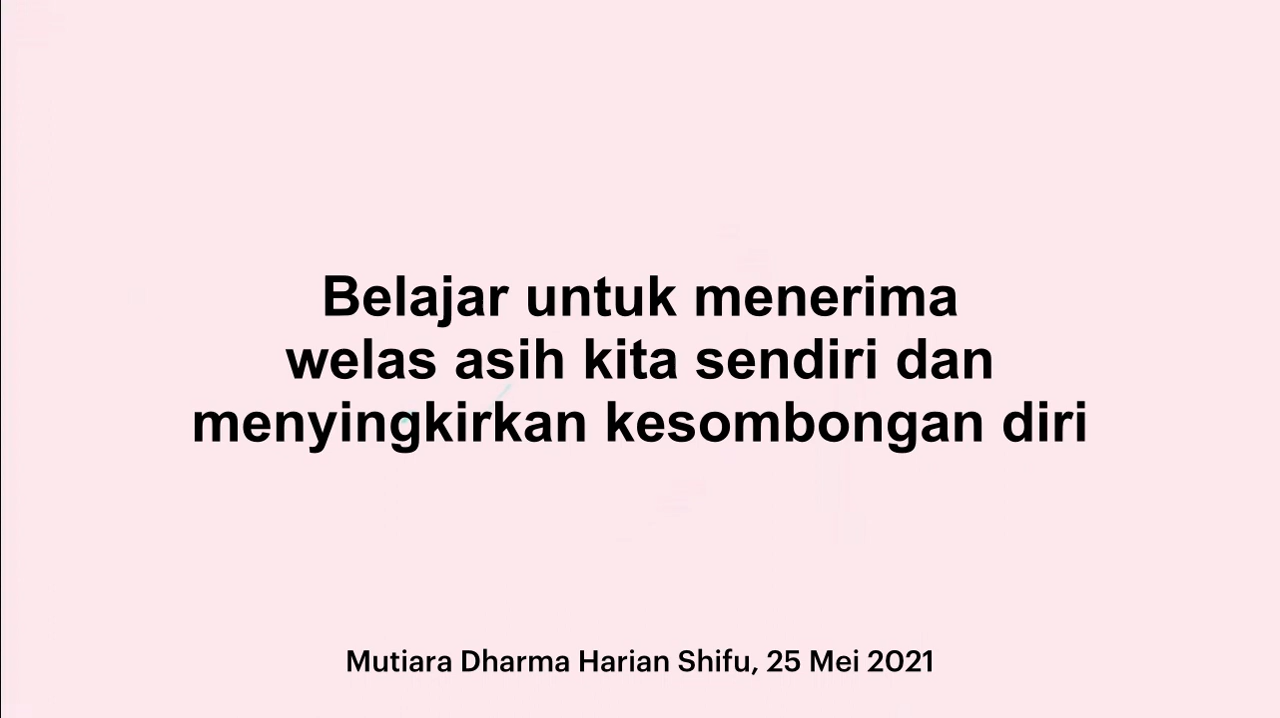 Belajar untuk menerima
welas asih kita sendiri dan
menyingkirkan kesombongan diri
Mutiara Dharma Harian Shifu, 25 Mei 2021